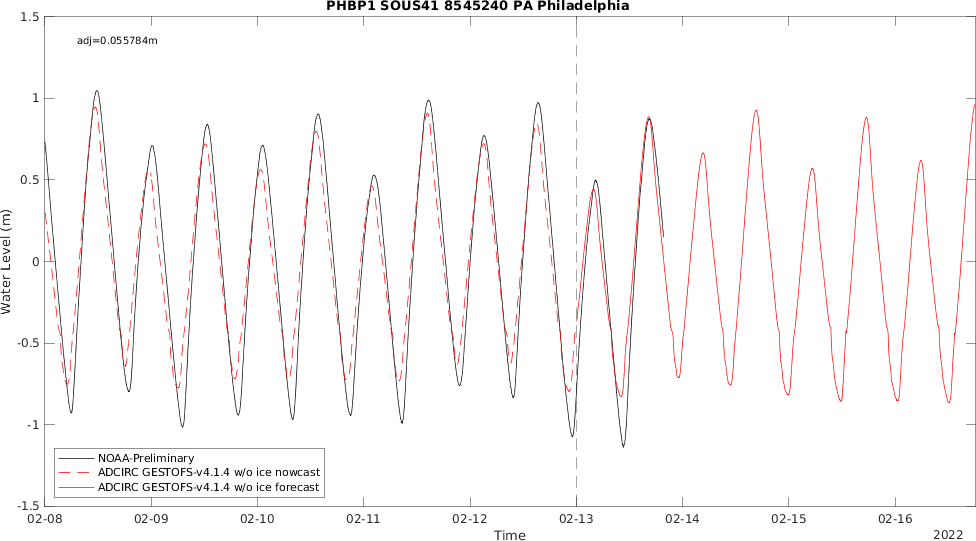 PHBP1 SOUS41 8545240 PA Philadelphia
adj=0.055784m
1.5
1
0.5
0
-0.5
-1
-1.5
Water Level (m)
NOAA-Preliminary
ADCIRC GESTOFS-v4.1.4 w/o ice nowcast
ADCIRC GESTOFS-v4.1.4 w/o ice forecast
02-08 02-09 02-10 02-11 02-12 02-13 02-14 02-15 02-16
Time
2022